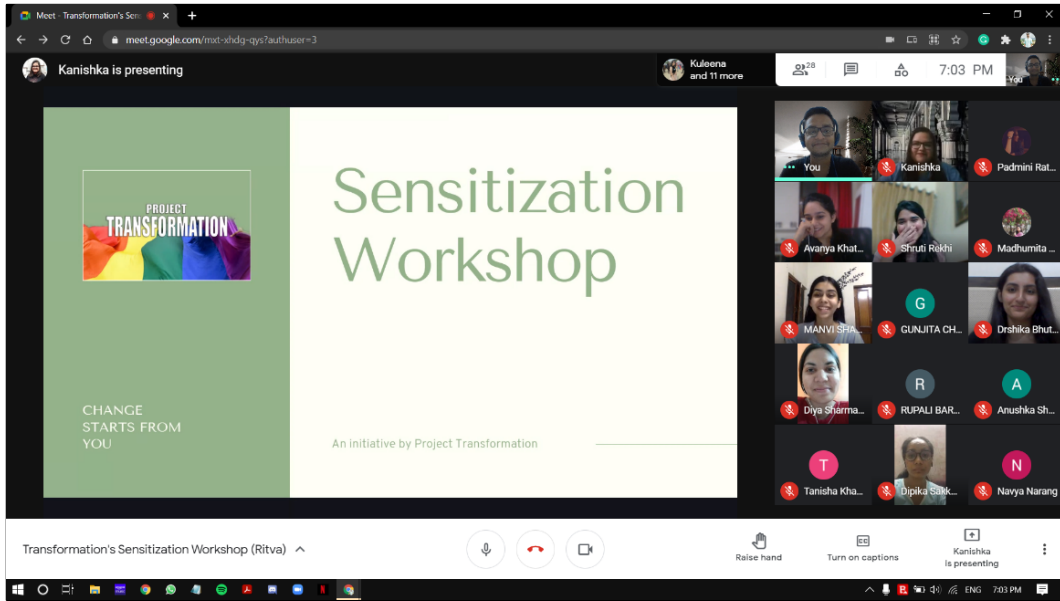 Meet - Transformation's Sens
meet.google.com/mxt-xhdg-qys?authuser=3
Kanishka is presenting
Kuleena
and 11 more
28
7:03 PM
You
PROJECT
TRANSFORMATION
Sensitization
Workshop
CHANGE
STARTS FROM
YOU
An initiative by Project Transformation
You
Kanishka
Padmini Rat...
Avanya Khat...
Shruti Rekhi
Madhumita ...
MANVI SHA...
G
GUNJITA CH...
Drshika Bhut...
Diya Sharma...
R
RUPALI BAR...
A
Anushka Sh...
T
Tanisha Kha...
Dipika Sakk...
N
Navya Narang
Transformation's Sensitization Workshop (Ritva)
Raise hand
CC
Turn on captions
Kanishka
is presenting
ENG
7:03 PM